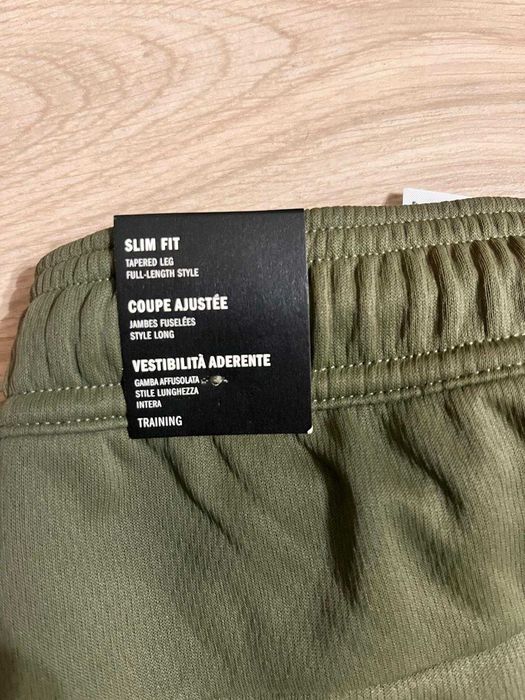 SLIM FIT
TAPERED LEG
FULL-LENGTH STYLE
COUPE AJUSTÉE
JAMBES FUSELÉES
STYLE LONG
VESTIBILITÀ ADERENTE
GAMBA AFFUSOLATA
STILE LUNGHEZZA
INTERA
TRAINING